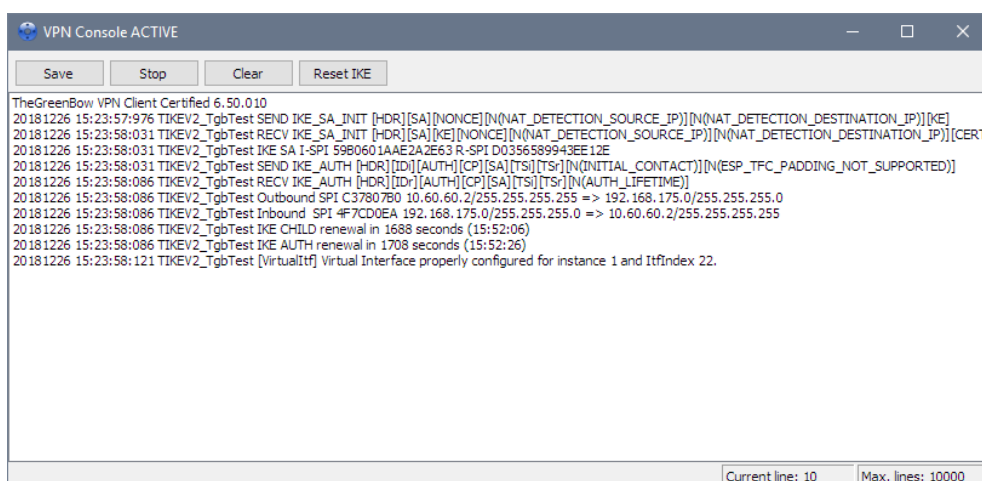 VPN Console ACTIVE
Save Stop Clear Reset IKE
TheGreenBow VPN Client Certified 6.50.010
20181226 15:23:57:976 TIKEV2_TgbTest SEND IKE_SA_INIT [HDR][SA][NONCE][N(NAT_DETECTION_SOURCE_IP)][N(NAT_DETECTION_DESTINATION_IP)][KE]
20181226 15:23:58:031 TIKEV2_TgbTest RECV IKE_SA_INIT [HDR][SA][KE][NONCE][N(NAT_DETECTION_SOURCE_IP)][N(NAT_DETECTION_DESTINATION_IP)][CERT
20181226 15:23:58:031 TIKEV2_TgbTest IKE SA I-SPI 59B0601AAE2A2E63 R-SPI D0356589943EE12E
20181226 15:23:58:031 TIKEV2_TgbTest SEND IKE_AUTH [HDR][IDi][AUTH][CP][SA][TSi][TSr][N(INITIAL_CONTACT)][N(ESP_TFC_PADDING_NOT_SUPPORTED)]
20181226 15:23:58:086 TIKEV2_TgbTest RECV IKE_AUTH [HDR][IDr][AUTH][CP][SA][TSi][TSr][N(AUTH_LIFETIME)]
20181226 15:23:58:086 TIKEV2_TgbTest Outbound SPI C37807B0 10.60.60.2/255.255.255.255 => 192.168.175.0/255.255.255.0
20181226 15:23:58:086 TIKEV2_TgbTest Inbound  SPI 4F7CD0EA 192.168.175.0/255.255.255.0 => 10.60.60.2/255.255.255.255
20181226 15:23:58:086 TIKEV2_TgbTest IKE CHILD renewal in 1688 seconds (15:52:06)
20181226 15:23:58:086 TIKEV2_TgbTest IKE AUTH renewal in 1708 seconds (15:52:26)
20181226 15:23:58:121 TIKEV2_TgbTest [VirtualItf] Virtual Interface properly configured for instance 1 and ItfIndex 22.
Current line: 10 Max. lines: 10000